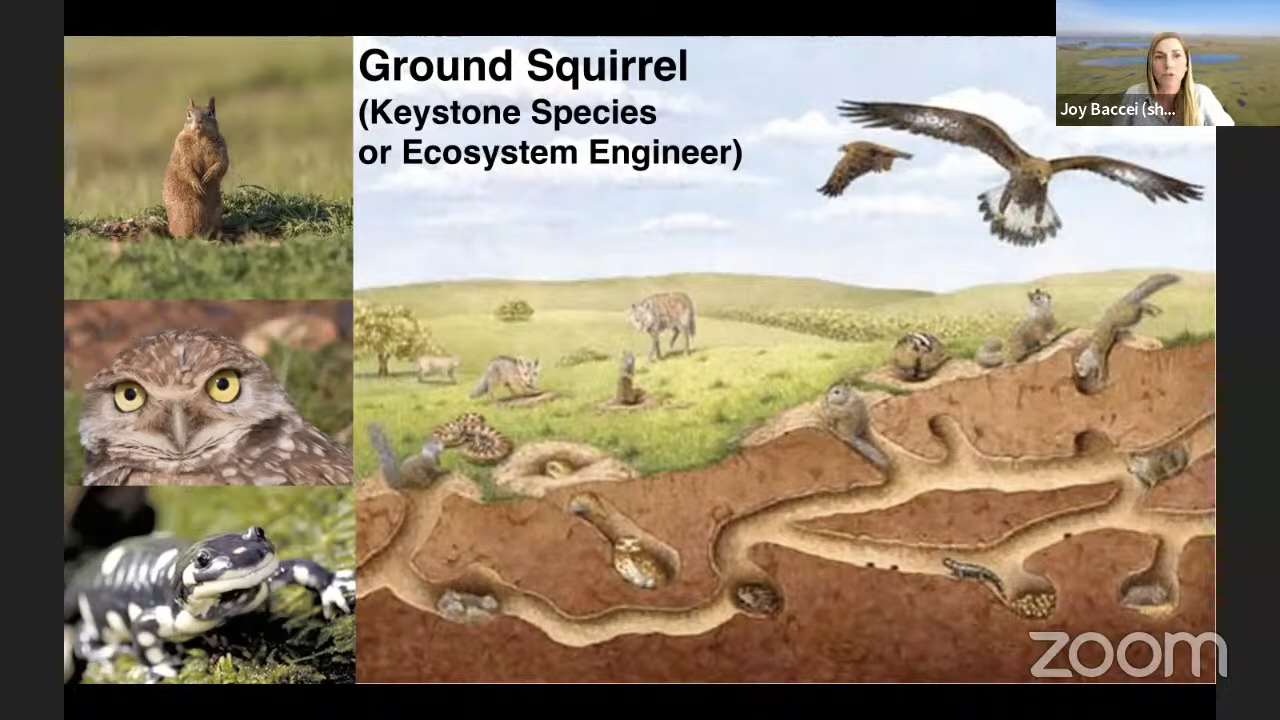 Ground Squirrel
(Keystone Species
or Ecosystem Engineer)
Joy Baccei (sh...
zoom